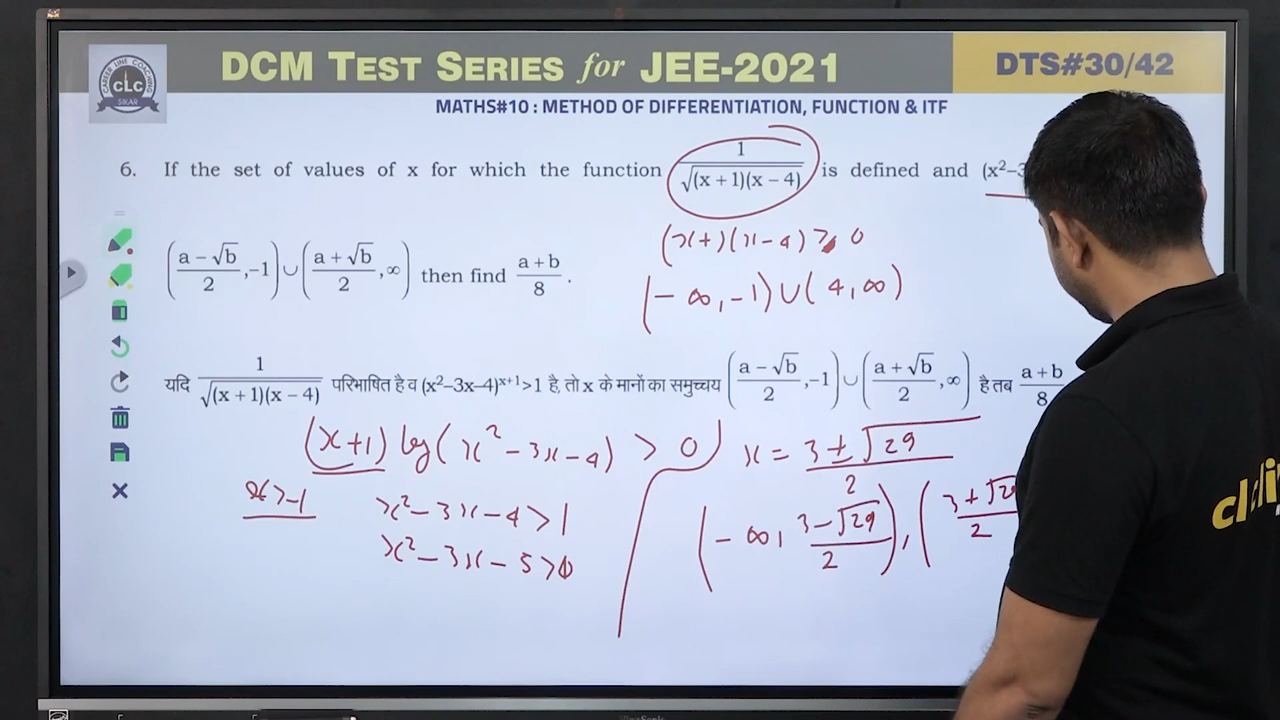 CAREER LINE COACHING
CLC
SIKAR
DCM TEST SERIES for JEE-2021
DTS#30/42
MATHS#10 : METHOD OF DIFFERENTIATION, FUNCTION & ITF
6. If the set of values of x for which the function 1/√((x + 1)(x − 4)) is defined and (x²–3
(x+)(x-4) > 0
((a − √b)/2 ,-1) ∪ ((a + √b)/2 ,∞) then find (a + b)/8 .
(-∞,-1) ∪ (4,∞)
यदि 1/√((x + 1)(x − 4)) परिभाषित है व (x²–3x–4)ˣ⁺¹>1 है, तो x के मानों का समुच्चय ((a − √b)/2 ,-1) ∪ ((a + √b)/2 ,∞) है तब (a + b)/8
(x+1) log(x²-3x-4) > 0
x = (3 ± √29)/2
x>-1
x²-3x-4>1
(-∞, (3-√29)/2), ((3+√29)/2
x²-3x-5>0